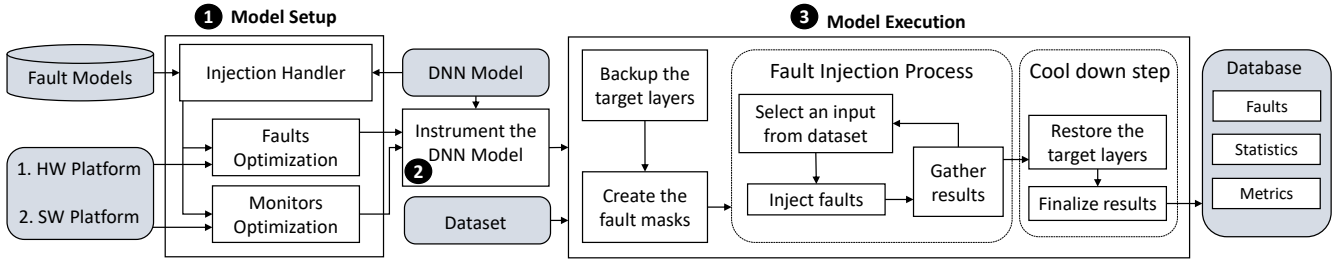 1 Model Setup
3 Model Execution
Fault Models
Injection Handler
DNN Model
Faults
Optimization
Instrument the
DNN Model
2
1. HW Platform
2. SW Platform
Monitors
Optimization
Dataset
Backup the
target layers
Create the
fault masks
Fault Injection Process
Select an input
from dataset
Inject faults
Gather
results
Cool down step
Restore the
target layers
Finalize results
Database
Faults
Statistics
Metrics